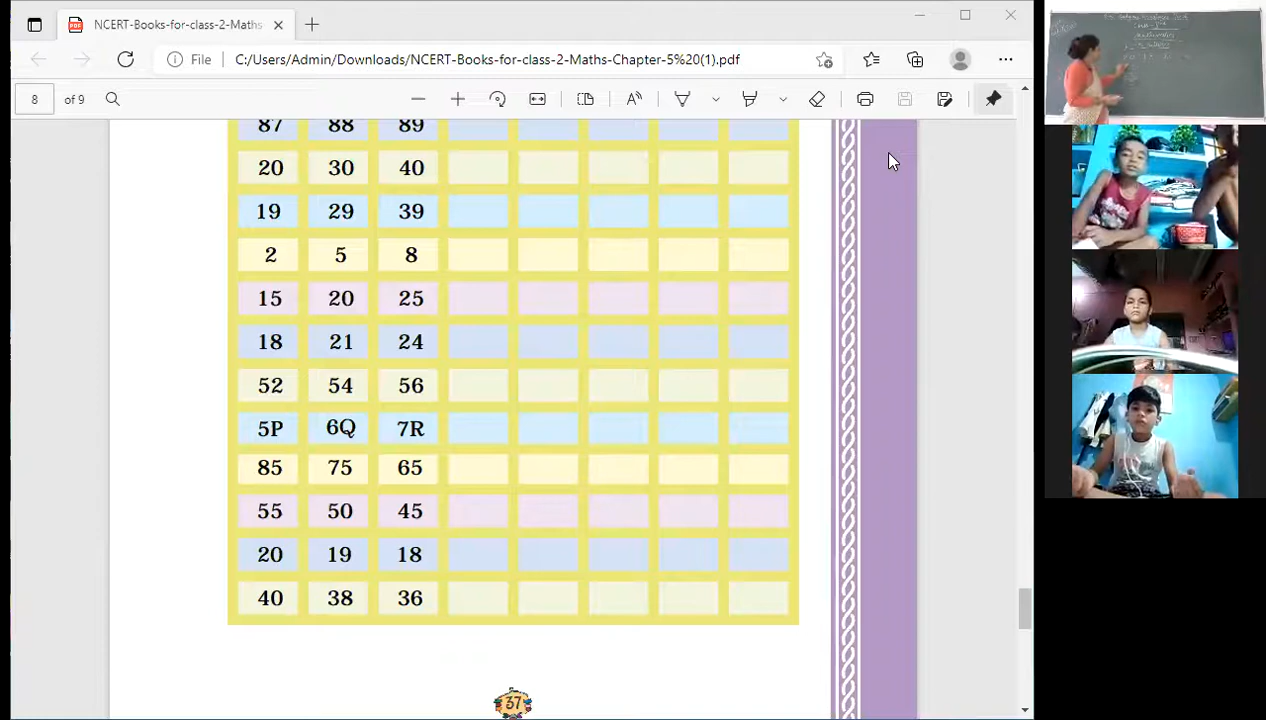 NCERT-Books-for-class-2-Maths
C:/Users/Admin/Downloads/NCERT-Books-for-class-2-Maths-Chapter-5%20(1).pdf
8 of 9
87 88 89
20 30 40
19 29 39
2 5 8
15 20 25
18 21 24
52 54 56
5P 6Q 7R
85 75 65
55 50 45
20 19 18
40 38 36
37